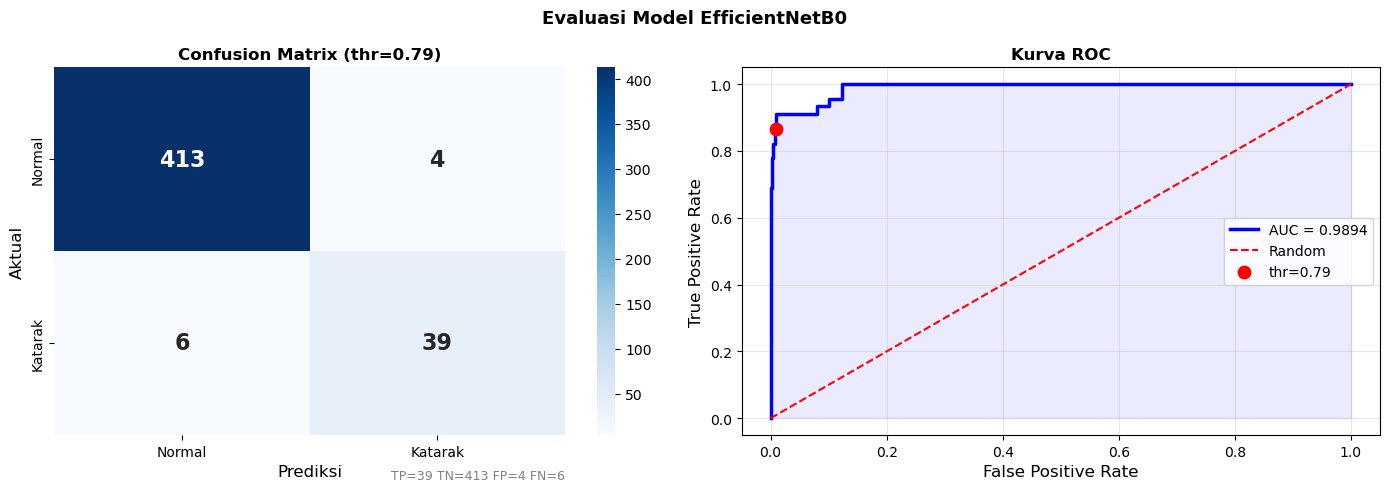 Evaluasi Model EfficientNetB0
Confusion Matrix (thr=0.79)
Normal
Katarak
Aktual
413
4
6
39
Normal
Katarak
Prediksi
TP=39 TN=413 FP=4 FN=6
400
350
300
250
200
150
100
50
Kurva ROC
True Positive Rate
1.0
0.8
0.6
0.4
0.2
0.0
AUC = 0.9894
Random
thr=0.79
0.0
0.2
0.4
0.6
0.8
1.0
False Positive Rate